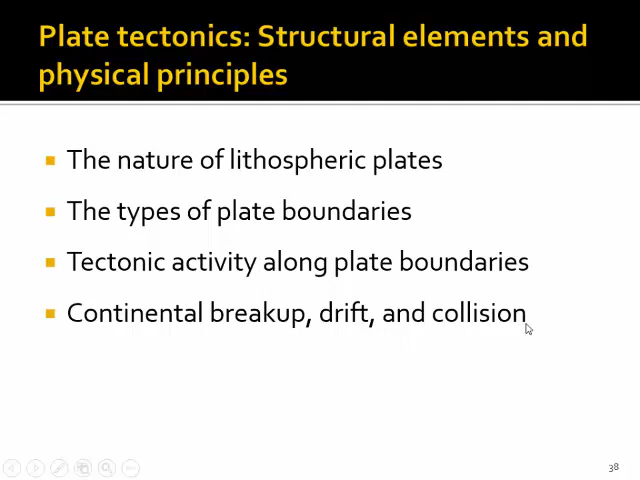 Plate tectonics: Structural elements and
physical principles
The nature of lithospheric plates
The types of plate boundaries
Tectonic activity along plate boundaries
Continental breakup, drift, and collision
38